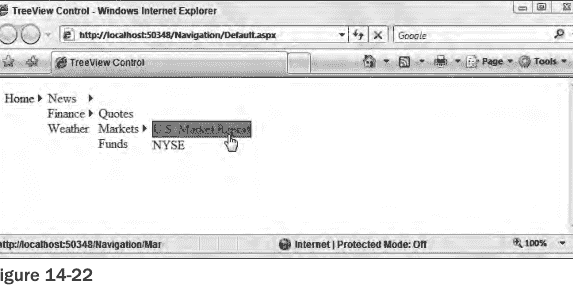 TreeView Control - Windows Internet Explorer
http://localhost:50348/Navigation/Default.aspx
Google
TreeView Control
Page
Tools
Home News
Finance Quotes
Weather Markets U.S. Market Report
Funds NYSE
http://localhost:50348/Navigation/Mar
Internet | Protected Mode: Off
100%
igure 14-22